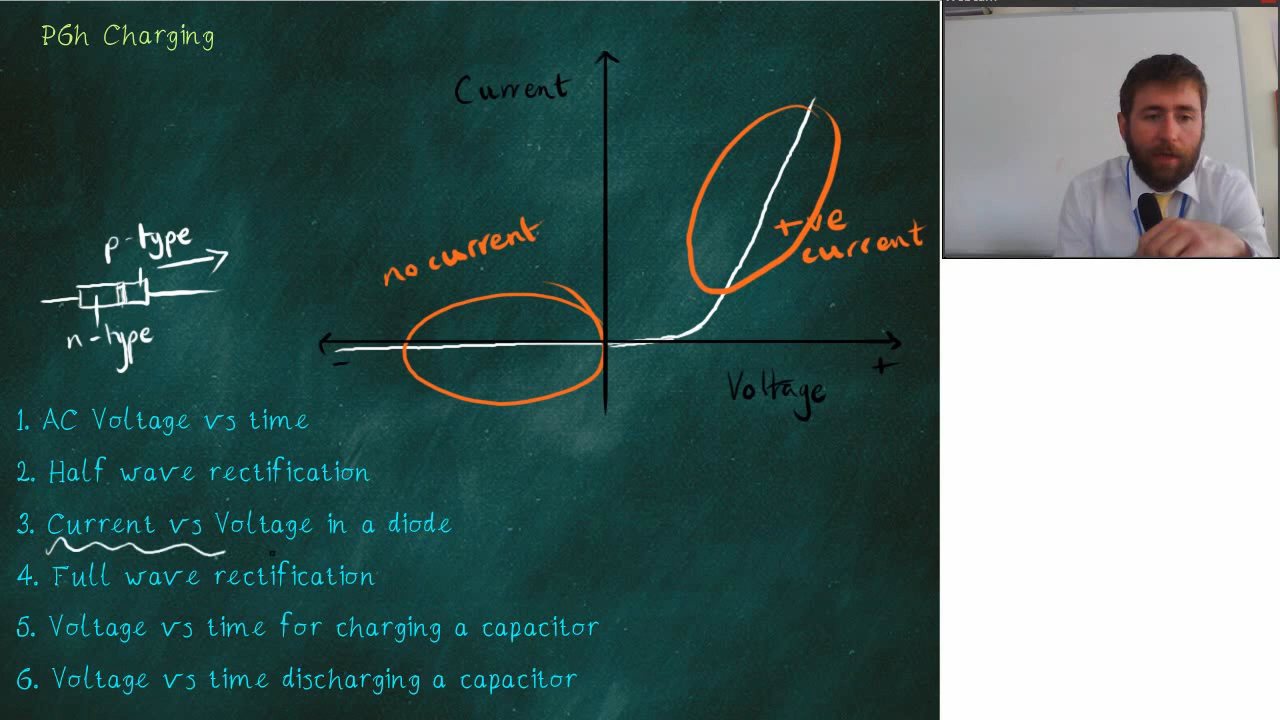 P6h Charging
Current
p-type
n-type
no current
+ve
current
-
+
Voltage
1. AC Voltage vs time
2. Half wave rectification
3. Current vs Voltage in a diode
4. Full wave rectification
5. Voltage vs time for charging a capacitor
6. Voltage vs time discharging a capacitor